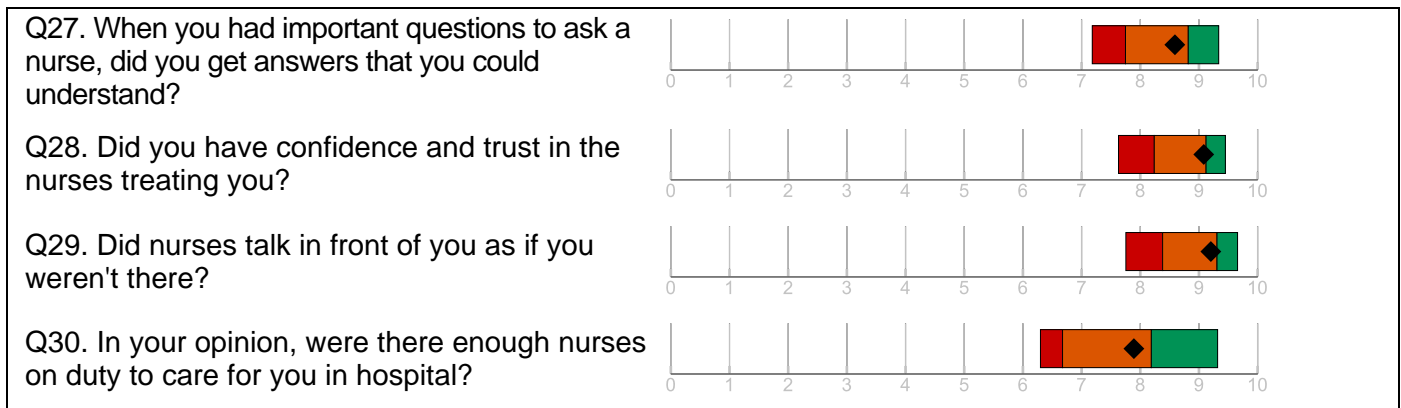 Q27. When you had important questions to ask a
nurse, did you get answers that you could
understand?
0 1 2 3 4 5 6 7 8 9 10
Q28. Did you have confidence and trust in the
nurses treating you?
0 1 2 3 4 5 6 7 8 9 10
Q29. Did nurses talk in front of you as if you
weren't there?
0 1 2 3 4 5 6 7 8 9 10
Q30. In your opinion, were there enough nurses
on duty to care for you in hospital?
0 1 2 3 4 5 6 7 8 9 10